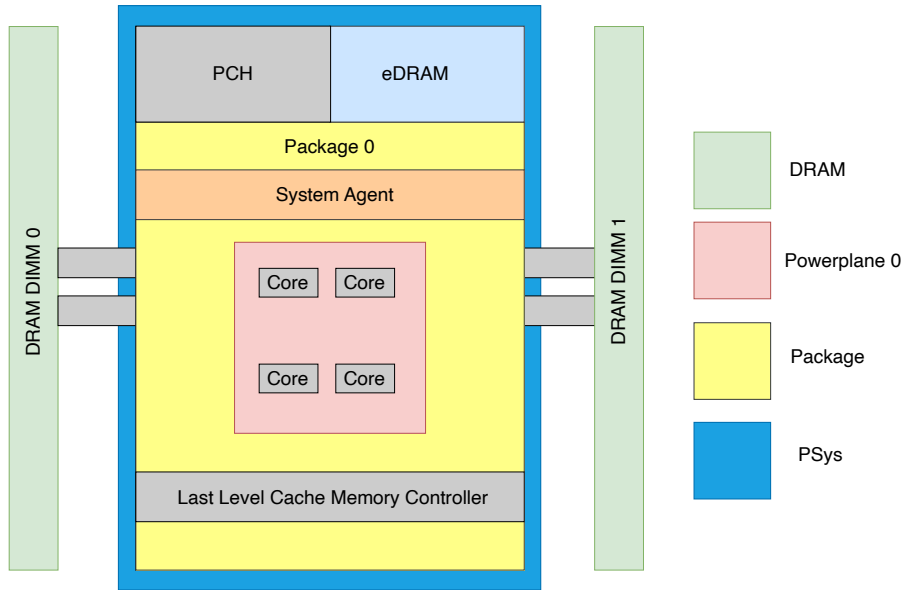 PCH
eDRAM
Package 0
System Agent
DRAM DIMM 0
Core
Core
Core
Core
Last Level Cache Memory Controller
DRAM DIMM 1
DRAM
Powerplane 0
Package
PSys